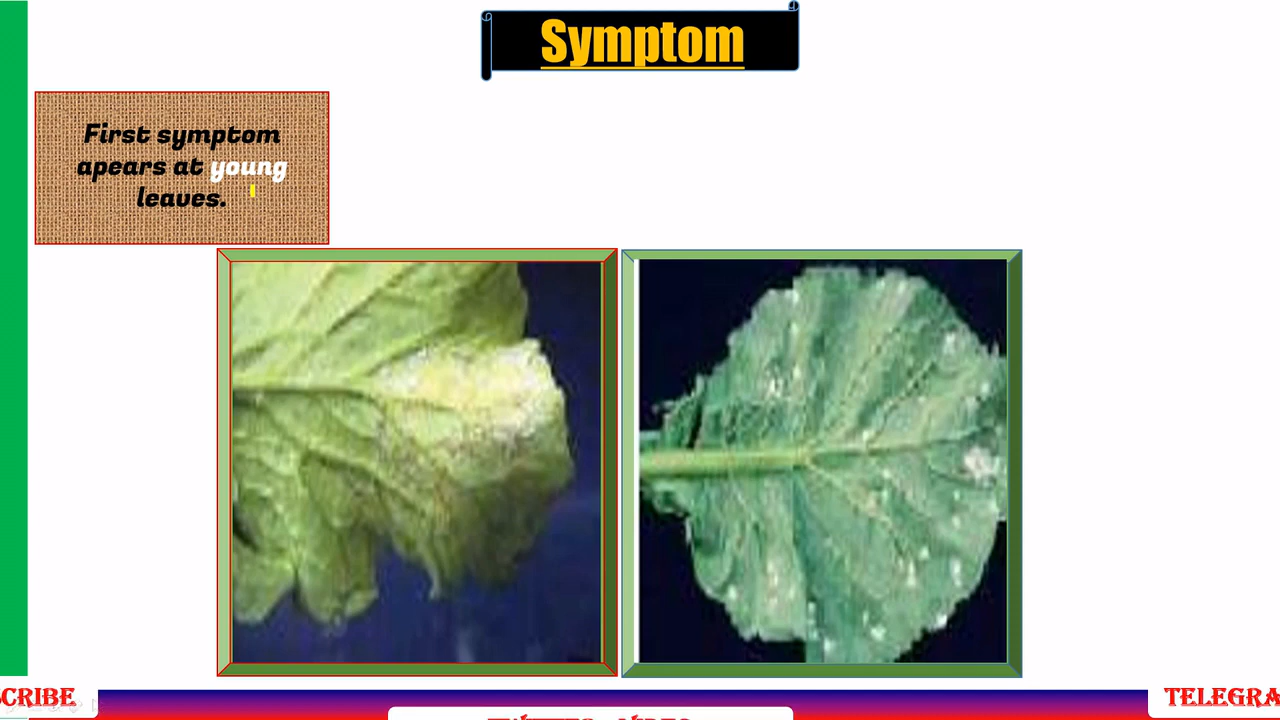 Symptom
First symptom
apears at young
leaves.
CRIBE
TELEGRA